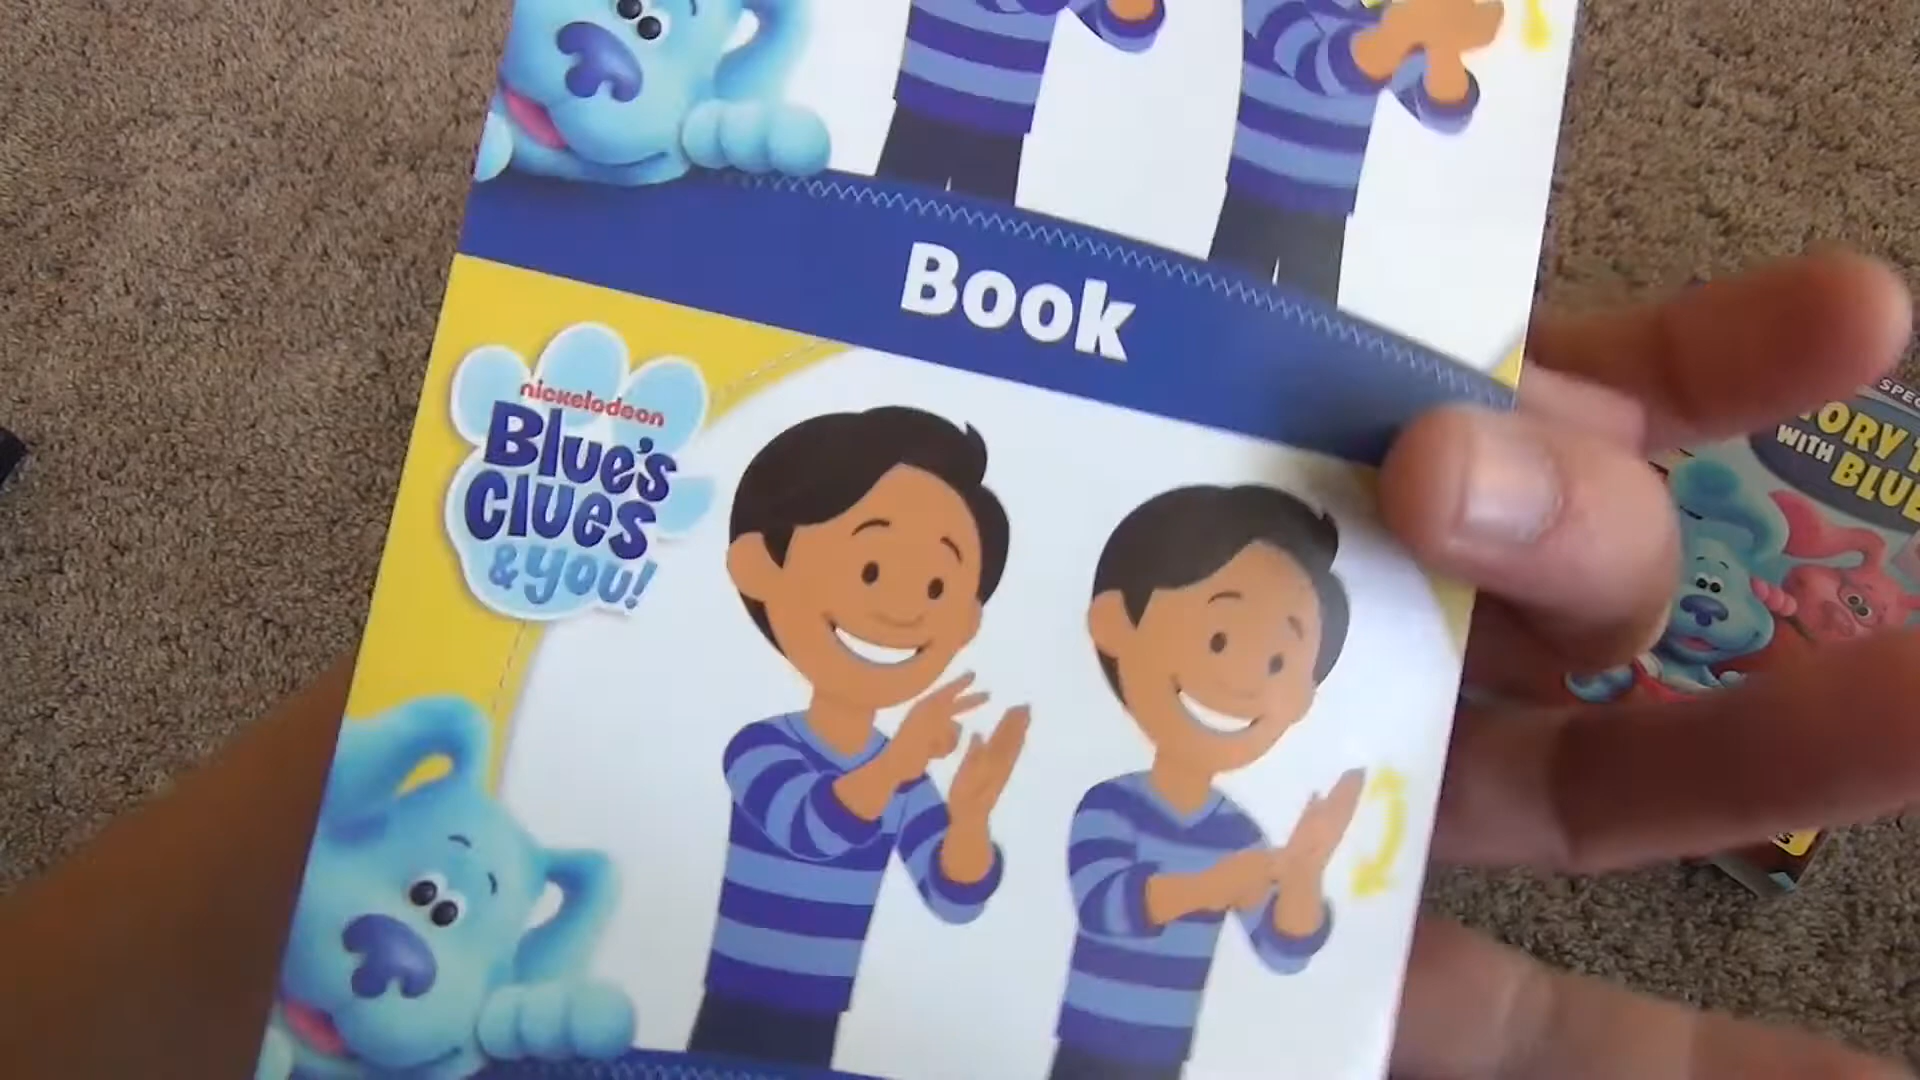 Book
nickelodeon
Blue's
Clues
& You!
WITH BLUE